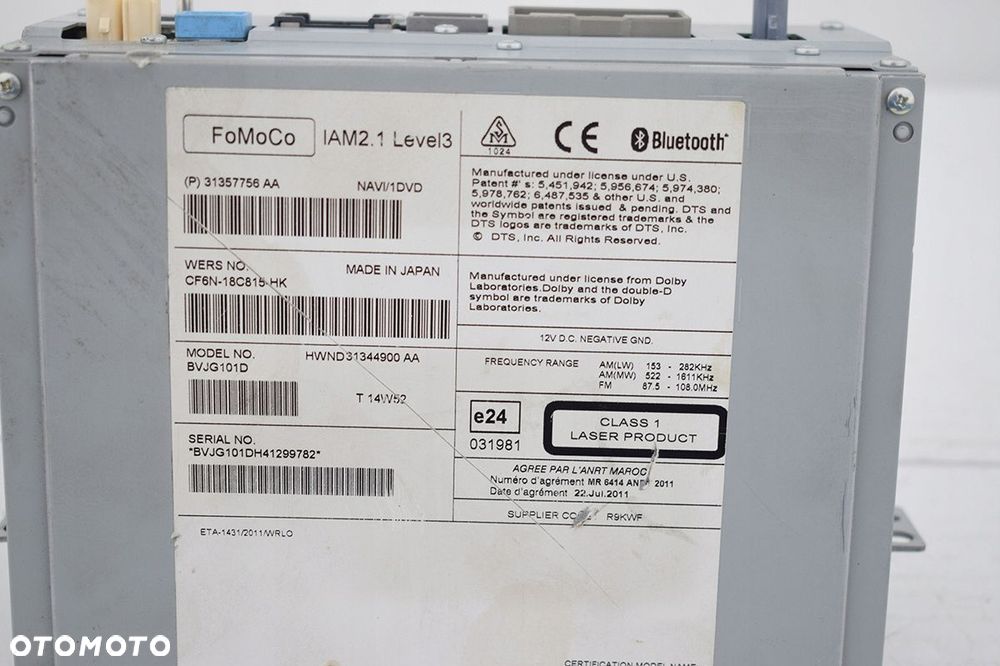 FoMoCo
IAM2.1 Level3
(P) 31357756 AA
NAVI/1DVD
WERS NO.
MADE IN JAPAN
CF6N-18C815-HK
MODEL NO.
HWND31344900 AA
BVJG101D
T 14W52
SERIAL NO.
*BVJG101DH41299782*
ETA-1431/2011/WRLO
SM
1024
CE
Bluetooth
Manufactured under license under U.S.
Patent #' s: 5,451,942; 5,956,674; 5,974,380;
5,978,762; 6,487,535 & other U.S. and
worldwide patents issued & pending. DTS and
the Symbol are registered trademarks & the
DTS logos are trademarks of DTS, Inc.
© DTS, Inc. All Rights Reserved.
Manufactured under license from Dolby
Laboratories.Dolby and the double-D
symbol are trademarks of Dolby
Laboratories.
12V D.C. NEGATIVE GND.
FREQUENCY RANGE
AM(LW) 153 - 282KHz
AM(MW) 522 - 1611KHz
FM 87.5 - 108.0MHz
e24
031981
CLASS 1
LASER PRODUCT
AGREE PAR L'ANRT MAROC
Numéro d'agrément MR 6414 2011
Date d'agrément 22.Jul.2011
SUPPLIER R9KWF
CERTIFICATION MODEL NAME
OTOMOTO